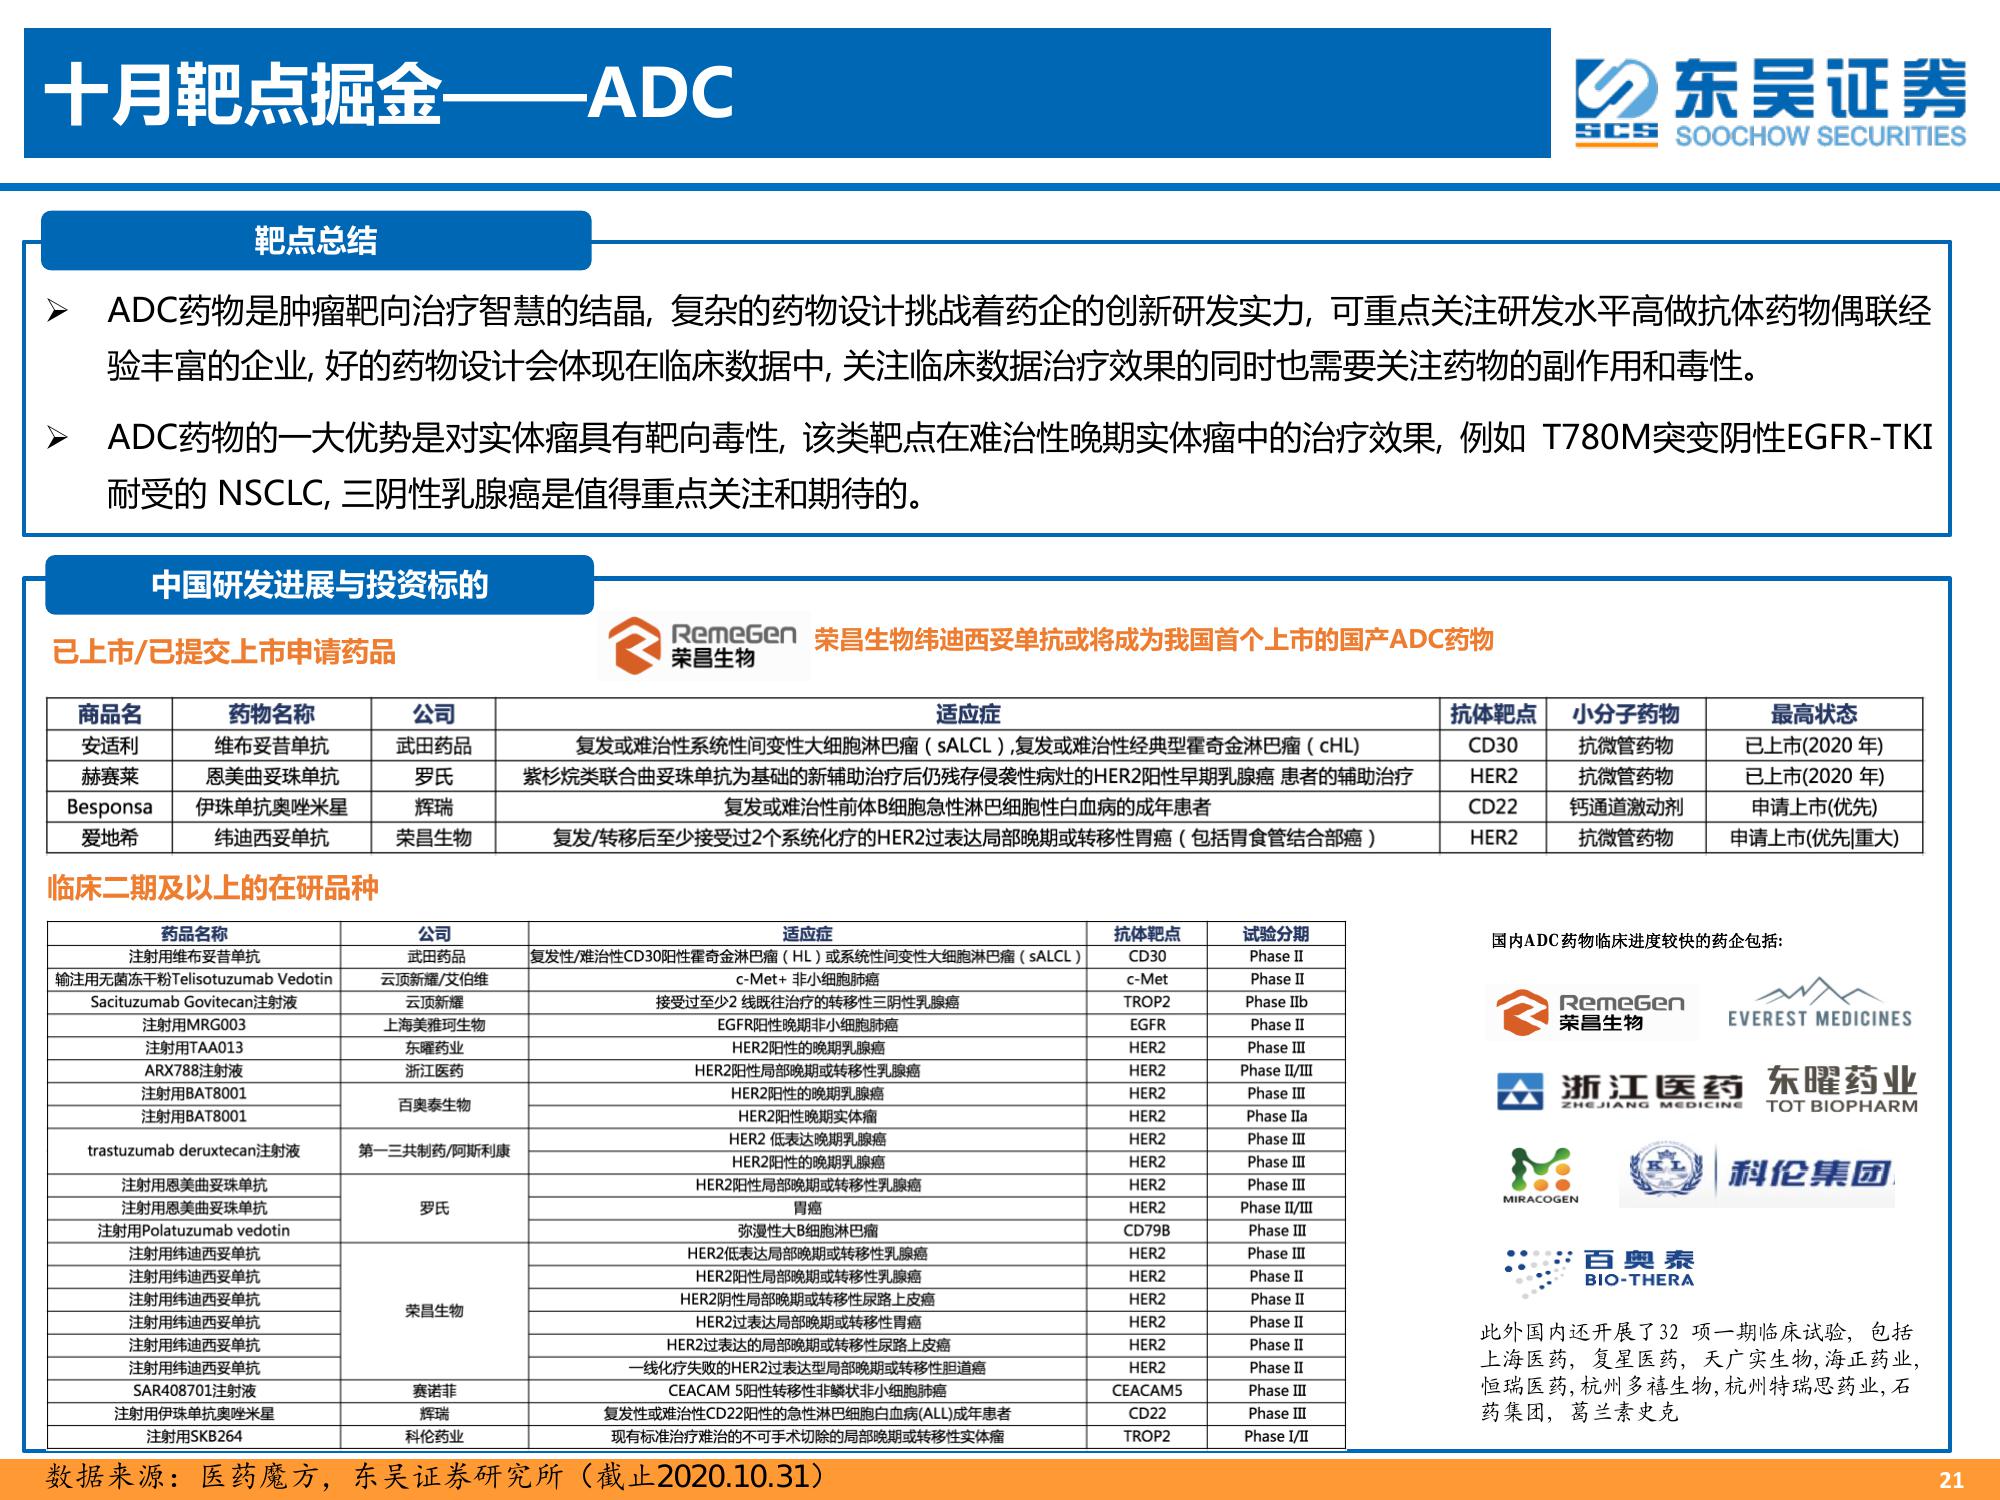 十月靶点掘金——ADC
SCS
东吴证券
SOOCHOW SECURITIES
靶点总结
➢ ADC药物是肿瘤靶向治疗智慧的结晶, 复杂的药物设计挑战着药企的创新研发实力, 可重点关注研发水平高做抗体药物偶联经
验丰富的企业, 好的药物设计会体现在临床数据中, 关注临床数据治疗效果的同时也需要关注药物的副作用和毒性。
➢ ADC药物的一大优势是对实体瘤具有靶向毒性, 该类靶点在难治性晚期实体瘤中的治疗效果, 例如 T780M突变阴性EGFR-TKI
耐受的 NSCLC, 三阴性乳腺癌是值得重点关注和期待的。
中国研发进展与投资标的
已上市/已提交上市申请药品
RemeGen
荣昌生物
荣昌生物纬迪西妥单抗或将成为我国首个上市的国产ADC药物
商品名 药物名称 公司 适应症 抗体靶点 小分子药物 最高状态
安适利 维布妥昔单抗 武田药品 复发或难治性系统性间变性大细胞淋巴瘤（sALCL）,复发或难治性经典型霍奇金淋巴瘤（cHL) CD30 抗微管药物 已上市(2020 年)
赫赛莱 恩美曲妥珠单抗 罗氏 紫杉烷类联合曲妥珠单抗为基础的新辅助治疗后仍残存侵袭性病灶的HER2阳性早期乳腺癌 患者的辅助治疗 HER2 抗微管药物 已上市(2020 年)
Besponsa 伊珠单抗奥唑米星 辉瑞 复发或难治性前体B细胞急性淋巴细胞性白血病的成年患者 CD22 钙通道激动剂 申请上市(优先)
爱地希 纬迪西妥单抗 荣昌生物 复发/转移后至少接受过2个系统化疗的HER2过表达局部晚期或转移性胃癌（包括胃食管结合部癌） HER2 抗微管药物 申请上市(优先|重大)
临床二期及以上的在研品种
药品名称 公司 适应症 抗体靶点 试验分期
注射用维布妥昔单抗 武田药品 复发性/难治性CD30阳性霍奇金淋巴瘤（HL）或系统性间变性大细胞淋巴瘤（sALCL） CD30 Phase II
输注用无菌冻干粉Telisotuzumab Vedotin 云顶新耀/艾伯维 c-Met+ 非小细胞肺癌 c-Met Phase II
Sacituzumab Govitecan注射液 云顶新耀 接受过至少2 线既往治疗的转移性三阴性乳腺癌 TROP2 Phase IIb
注射用MRG003 上海美雅珂生物 EGFR阳性晚期非小细胞肺癌 EGFR Phase II
注射用TAA013 东曜药业 HER2阳性的晚期乳腺癌 HER2 Phase III
ARX788注射液 浙江医药 HER2阳性局部晚期或转移性乳腺癌 HER2 Phase II/III
注射用BAT8001 百奥泰生物 HER2阳性的晚期乳腺癌 HER2 Phase III
注射用BAT8001 HER2阳性晚期实体瘤 HER2 Phase IIa
trastuzumab deruxtecan注射液 第一三共制药/阿斯利康 HER2 低表达晚期乳腺癌 HER2 Phase III
HER2阳性的晚期乳腺癌 HER2 Phase III
注射用恩美曲妥珠单抗 罗氏 HER2阳性局部晚期或转移性乳腺癌 HER2 Phase III
注射用恩美曲妥珠单抗 胃癌 HER2 Phase II/III
注射用Polatuzumab vedotin 弥漫性大B细胞淋巴瘤 CD79B Phase III
注射用纬迪西妥单抗 荣昌生物 HER2低表达局部晚期或转移性乳腺癌 HER2 Phase III
注射用纬迪西妥单抗 HER2阳性局部晚期或转移性乳腺癌 HER2 Phase II
注射用纬迪西妥单抗 HER2阴性局部晚期或转移性尿路上皮癌 HER2 Phase II
注射用纬迪西妥单抗 HER2过表达局部晚期或转移性胃癌 HER2 Phase II
注射用纬迪西妥单抗 HER2过表达的局部晚期或转移性尿路上皮癌 HER2 Phase II
注射用纬迪西妥单抗 一线化疗失败的HER2过表达型局部晚期或转移性胆道癌 HER2 Phase II
SAR408701注射液 赛诺菲 CEACAM 5阳性转移性非鳞状非小细胞肺癌 CEACAM5 Phase III
注射用伊珠单抗奥唑米星 辉瑞 复发性或难治性CD22阳性的急性淋巴细胞白血病(ALL)成年患者 CD22 Phase III
注射用SKB264 科伦药业 现有标准治疗难治的不可手术切除的局部晚期或转移性实体瘤 TROP2 Phase I/II
国内ADC药物临床进度较快的药企包括:
RemeGen
荣昌生物
EVEREST MEDICINES
浙江医药
ZHEJIANG MEDICINE
东曜药业
TOT BIOPHARM
MIRACOGEN
KL
科伦集团
百奥泰
BIO-THERA
此外国内还开展了32 项一期临床试验, 包括
上海医药, 复星医药, 天广实生物,海正药业,
恒瑞医药,杭州多禧生物,杭州特瑞思药业,石
药集团, 葛兰素史克
数据来源：医药魔方，东吴证券研究所（截止2020.10.31）
21